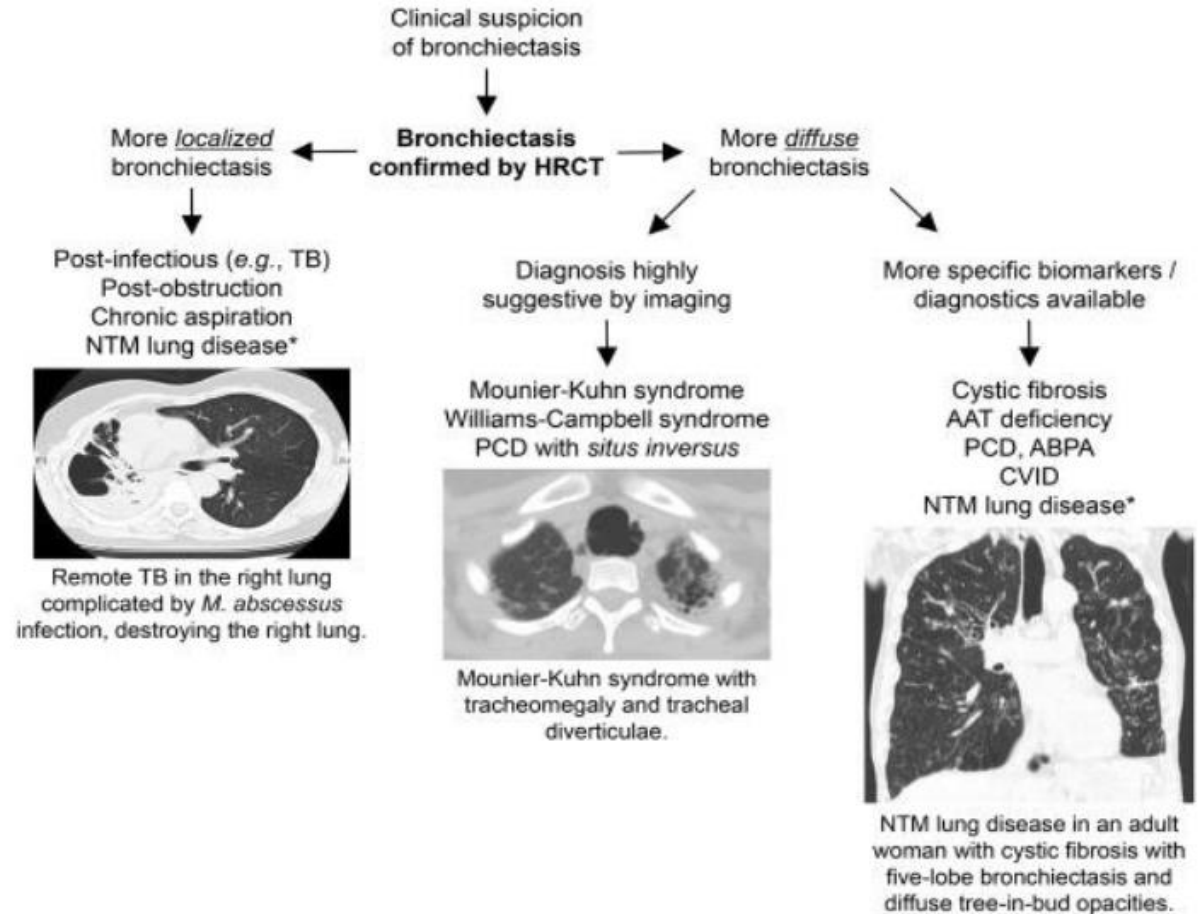 Clinical suspicion
of bronchiectasis
More localized
bronchiectasis
Bronchiectasis
confirmed by HRCT
More diffuse
bronchiectasis
Post-infectious (e.g., TB)
Post-obstruction
Chronic aspiration
NTM lung disease*
Remote TB in the right lung
complicated by M. abscessus
infection, destroying the right lung.
Diagnosis highly
suggestive by imaging
Mounier-Kuhn syndrome
Williams-Campbell syndrome
PCD with situs inversus
Mounier-Kuhn syndrome with
tracheomegaly and tracheal
diverticulae.
More specific biomarkers /
diagnostics available
Cystic fibrosis
AAT deficiency
PCD, ABPA
CVID
NTM lung disease*
NTM lung disease in an adult
woman with cystic fibrosis with
five-lobe bronchiectasis and
diffuse tree-in-bud opacities.